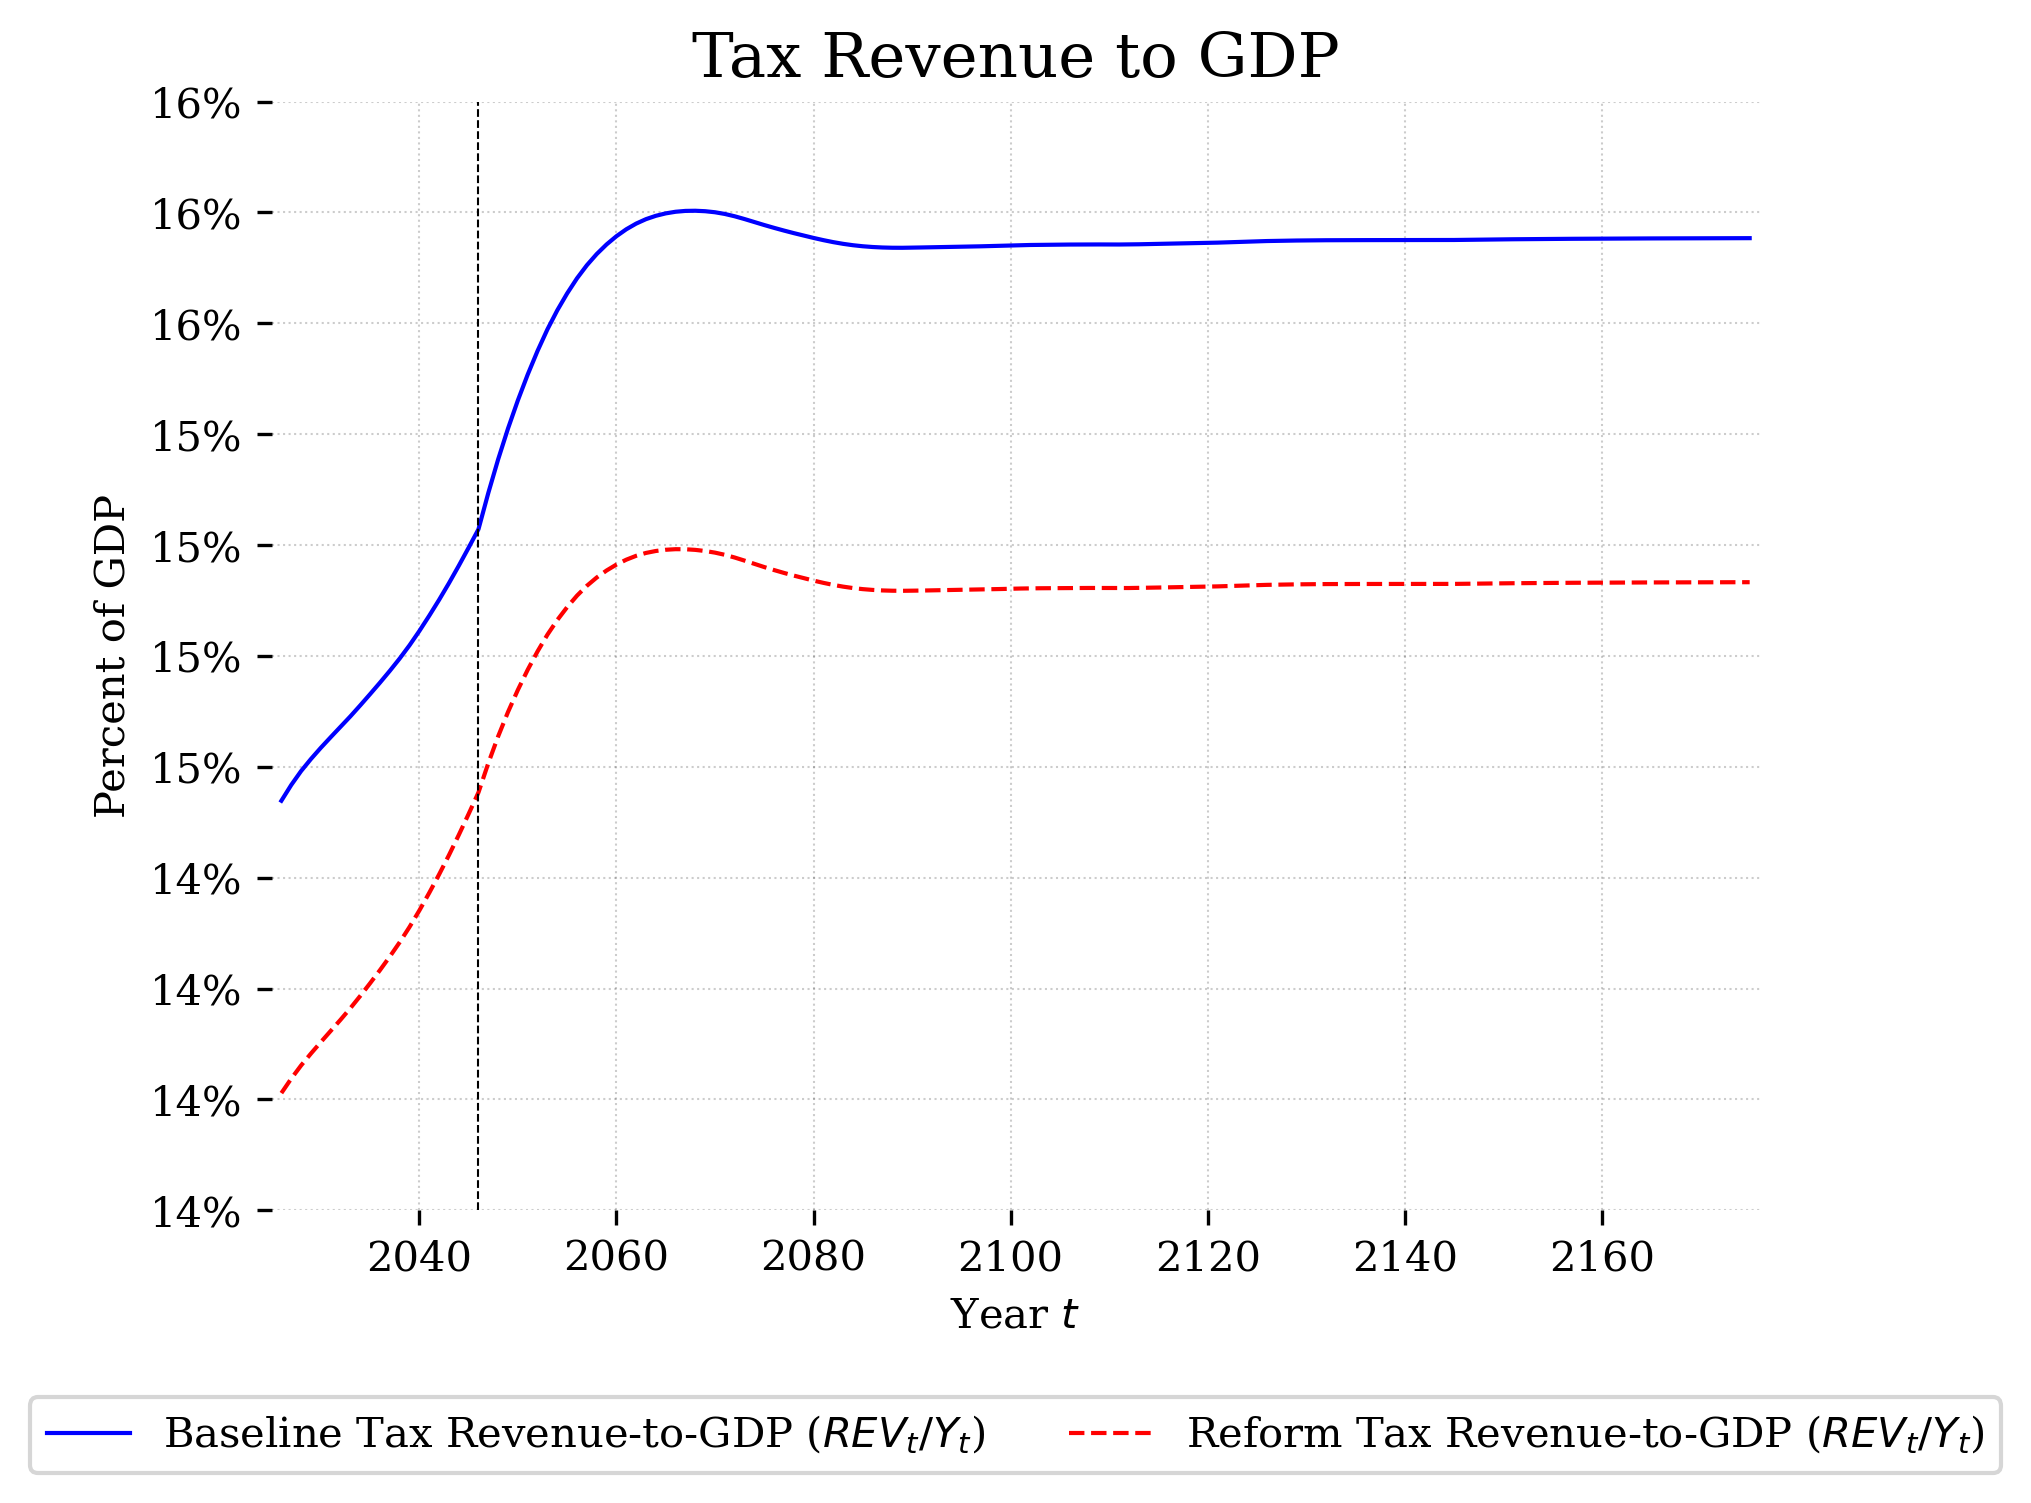 Tax Revenue to GDP
16%
16%
16%
15%
15%
15%
15%
14%
14%
14%
14%
Percent of GDP
2040 2060 2080 2100 2120 2140 2160
Year t
Baseline Tax Revenue-to-GDP (REVₜ/Yₜ) Reform Tax Revenue-to-GDP (REVₜ/Yₜ)